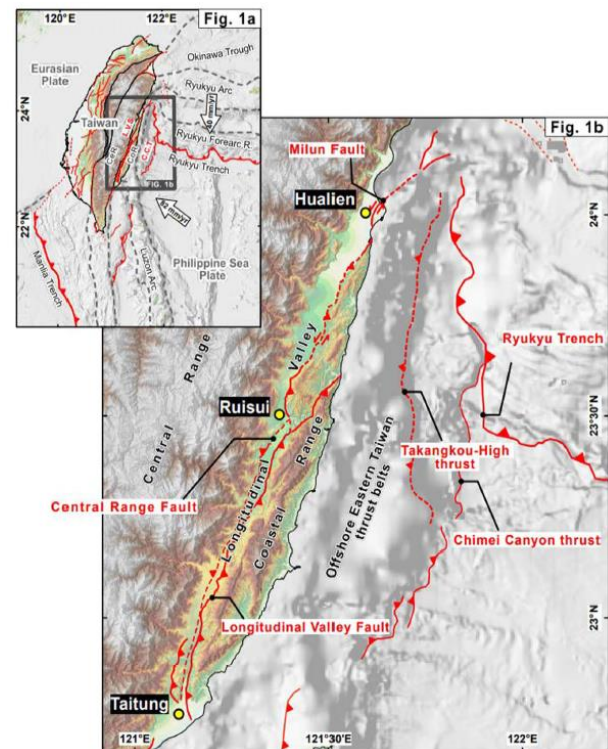 Fig. 1a
120°E
122°E
Okinawa Trough
Eurasian
Plate
Ryukyu Arc
24°N
Taiwan
Ryukyu Forearc R.
Ryukyu Trench
C.C.T.
L.V.F.
FIG. 1b
22°N
Philippine Sea
Plate
Manila Trench
Luzon Arc
Fig. 1b
Milun Fault
Hualien
24°N
Valley
Ryukyu Trench
Range
Ruisui
23°30'N
Central
Range
Takangkou-High
thrust
Central Range Fault
Longitudinal
Coastal
Offshore Eastern Taiwan
thrust belts
Chimei Canyon thrust
Longitudinal Valley Fault
23°N
Taitung
121°E
121°30'E
122°E